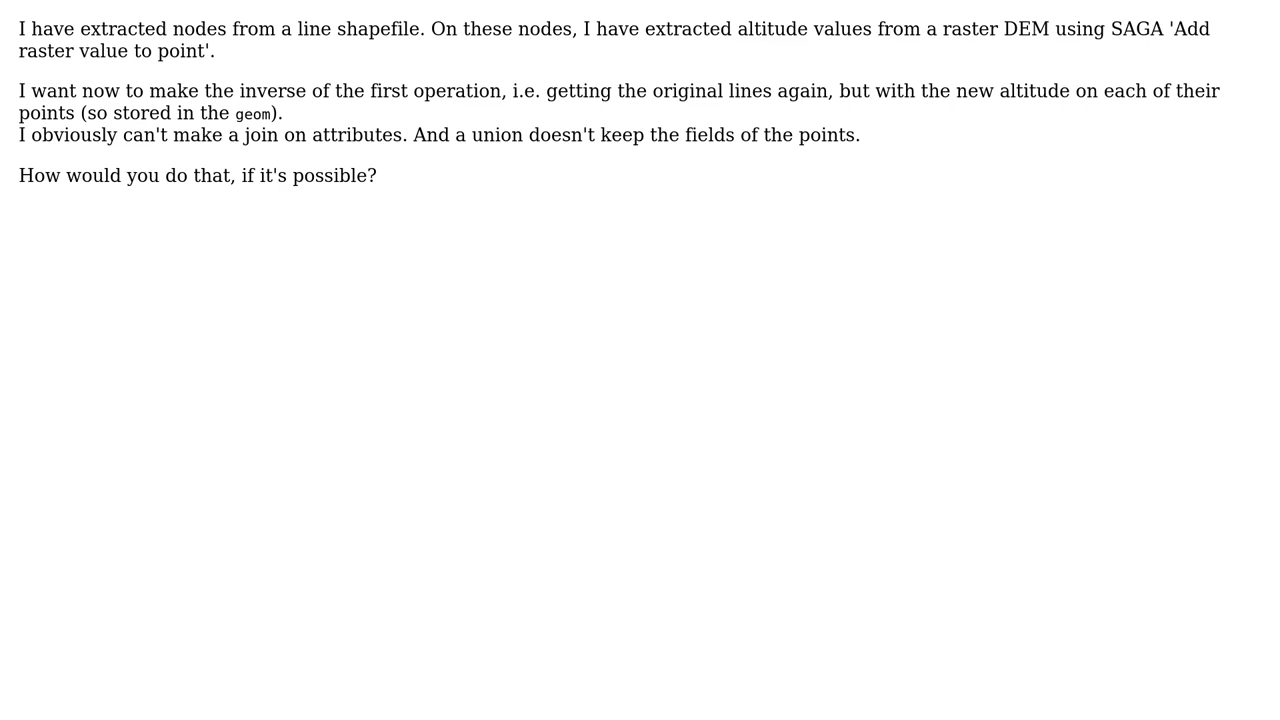 I have extracted nodes from a line shapefile. On these nodes, I have extracted altitude values from a raster DEM using SAGA 'Add
raster value to point'.
I want now to make the inverse of the first operation, i.e. getting the original lines again, but with the new altitude on each of their
points (so stored in the geom).
I obviously can't make a join on attributes. And a union doesn't keep the fields of the points.
How would you do that, if it's possible?